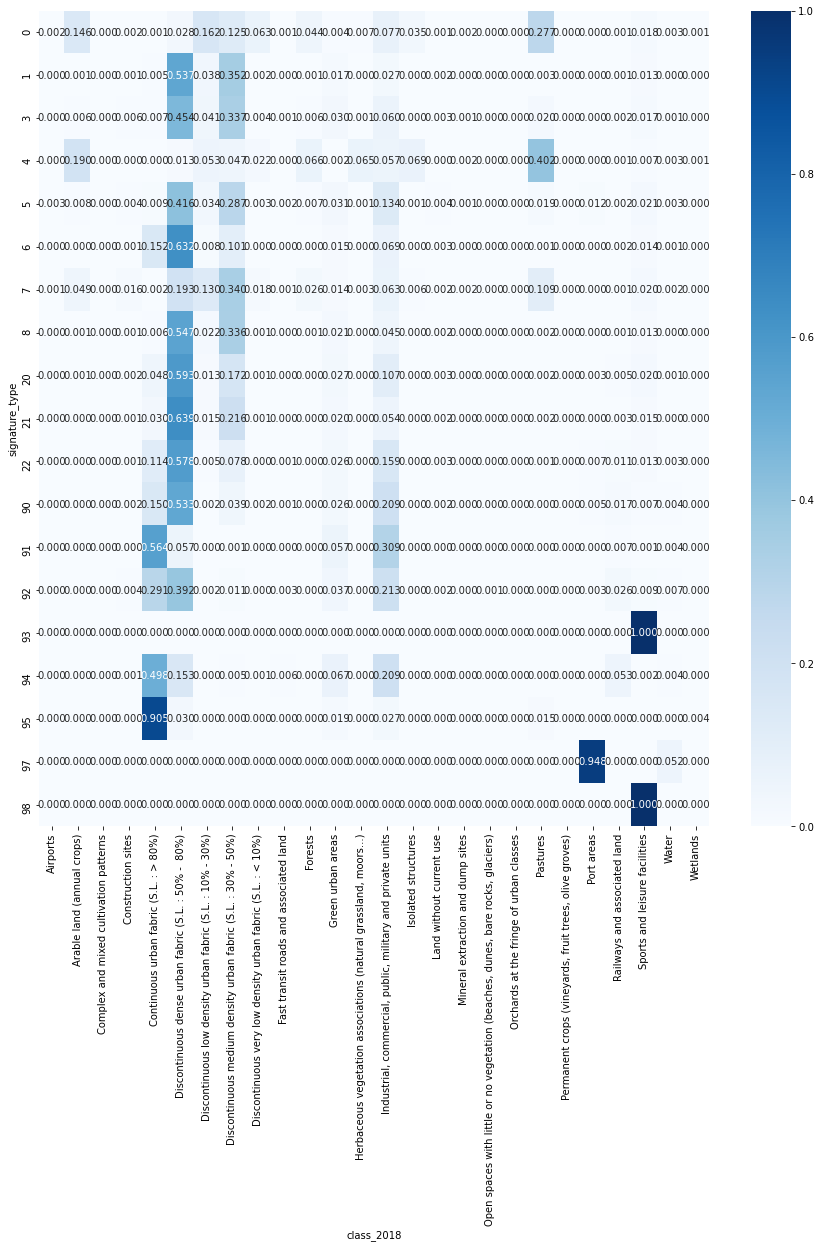 0 0.002 0.146 0.000 0.002 0.001 0.028 0.162 0.125 0.063 0.001 0.044 0.004 0.007 0.077 0.035 0.001 0.002 0.000 0.000 0.277 0.000 0.000 0.001 0.018 0.003 0.001
1 0.000 0.001 0.000 0.001 0.005 0.537 0.038 0.352 0.002 0.000 0.001 0.017 0.000 0.027 0.000 0.001 0.000 0.000 0.000 0.003 0.000 0.000 0.001 0.013 0.000 0.000
3 0.000 0.006 0.000 0.006 0.007 0.454 0.041 0.337 0.004 0.001 0.006 0.030 0.001 0.060 0.000 0.003 0.001 0.000 0.000 0.020 0.000 0.000 0.002 0.017 0.001 0.000
4 0.000 0.190 0.000 0.000 0.000 0.013 0.053 0.047 0.022 0.000 0.066 0.002 0.065 0.057 0.069 0.000 0.002 0.000 0.000 0.402 0.000 0.000 0.001 0.007 0.003 0.001
5 0.003 0.008 0.000 0.004 0.009 0.416 0.034 0.287 0.003 0.002 0.007 0.031 0.001 0.134 0.001 0.004 0.001 0.000 0.000 0.019 0.000 0.012 0.002 0.021 0.003 0.000
6 0.000 0.000 0.000 0.001 0.152 0.632 0.008 0.101 0.000 0.000 0.000 0.015 0.000 0.069 0.000 0.003 0.000 0.000 0.000 0.001 0.000 0.000 0.002 0.014 0.001 0.000
7 0.001 0.049 0.000 0.016 0.002 0.193 0.130 0.340 0.018 0.001 0.026 0.014 0.003 0.063 0.006 0.002 0.002 0.000 0.000 0.109 0.000 0.000 0.001 0.020 0.002 0.000
8 0.000 0.001 0.000 0.001 0.006 0.547 0.022 0.336 0.001 0.000 0.001 0.021 0.000 0.045 0.000 0.002 0.000 0.000 0.000 0.002 0.000 0.000 0.001 0.013 0.000 0.000
20 0.000 0.001 0.000 0.002 0.048 0.593 0.013 0.172 0.001 0.000 0.000 0.027 0.000 0.107 0.000 0.003 0.000 0.000 0.000 0.002 0.000 0.003 0.005 0.020 0.001 0.000
21 0.000 0.000 0.000 0.001 0.030 0.639 0.015 0.216 0.001 0.000 0.000 0.020 0.000 0.054 0.000 0.002 0.000 0.000 0.000 0.002 0.000 0.000 0.003 0.015 0.000 0.000
22 0.000 0.000 0.000 0.001 0.114 0.578 0.005 0.078 0.000 0.001 0.000 0.026 0.000 0.159 0.000 0.003 0.000 0.000 0.000 0.001 0.000 0.007 0.011 0.013 0.003 0.000
90 0.000 0.000 0.000 0.000 0.150 0.533 0.002 0.039 0.002 0.001 0.000 0.026 0.000 0.209 0.000 0.002 0.000 0.000 0.000 0.000 0.000 0.005 0.017 0.007 0.004 0.000
91 0.000 0.000 0.000 0.000 0.564 0.057 0.000 0.001 0.000 0.000 0.000 0.057 0.000 0.309 0.000 0.000 0.000 0.000 0.000 0.000 0.000 0.000 0.007 0.001 0.004 0.000
92 0.000 0.000 0.000 0.004 0.291 0.392 0.002 0.011 0.000 0.003 0.000 0.037 0.000 0.213 0.000 0.002 0.000 0.001 0.000 0.000 0.000 0.003 0.026 0.009 0.007 0.000
93 0.000 0.000 0.000 0.000 0.000 0.000 0.000 0.000 0.000 0.000 0.000 0.000 0.000 0.000 0.000 0.000 0.000 0.000 0.000 0.000 0.000 0.000 0.000 1.000 0.000 0.000
94 0.000 0.000 0.000 0.001 0.498 0.153 0.000 0.005 0.001 0.006 0.000 0.067 0.000 0.209 0.000 0.000 0.000 0.000 0.000 0.000 0.000 0.000 0.053 0.002 0.004 0.000
95 0.000 0.000 0.000 0.000 0.905 0.030 0.000 0.000 0.000 0.000 0.000 0.019 0.000 0.027 0.000 0.000 0.000 0.000 0.000 0.015 0.000 0.000 0.000 0.000 0.000 0.004
97 0.000 0.000 0.000 0.000 0.000 0.000 0.000 0.000 0.000 0.000 0.000 0.000 0.000 0.000 0.000 0.000 0.000 0.000 0.000 0.000 0.000 0.948 0.000 0.000 0.052 0.000
98 0.000 0.000 0.000 0.000 0.000 0.000 0.000 0.000 0.000 0.000 0.000 0.000 0.000 0.000 0.000 0.000 0.000 0.000 0.000 0.000 0.000 0.000 0.000 1.000 0.000 0.000
signature_type
Airports
Arable land (annual crops)
Complex and mixed cultivation patterns
Construction sites
Continuous urban fabric (S.L. : > 80%)
Discontinuous dense urban fabric (S.L. : 50% -  80%)
Discontinuous low density urban fabric (S.L. : 10% - 30%)
Discontinuous medium density urban fabric (S.L. : 30% - 50%)
Discontinuous very low density urban fabric (S.L. : < 10%)
Fast transit roads and associated land
Forests
Green urban areas
Herbaceous vegetation associations (natural grassland, moors...)
Industrial, commercial, public, military and private units
Isolated structures
Land without current use
Mineral extraction and dump sites
Open spaces with little or no vegetation (beaches, dunes, bare rocks, glaciers)
Orchards at the fringe of urban classes
Pastures
Permanent crops (vineyards, fruit trees, olive groves)
Port areas
Railways and associated land
Sports and leisure facilities
Water
Wetlands
class_2018
1.0
0.8
0.6
0.4
0.2
0.0